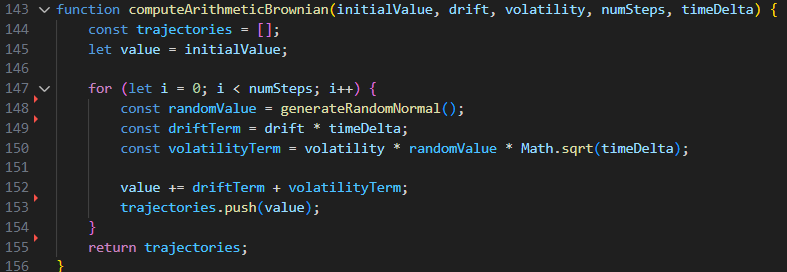 143 function computeArithmeticBrownian(initialValue, drift, volatility, numSteps, timeDelta) {
144     const trajectories = [];
145     let value = initialValue;
146
147     for (let i = 0; i < numSteps; i++) {
148         const randomValue = generateRandomNormal();
149         const driftTerm = drift * timeDelta;
150         const volatilityTerm = volatility * randomValue * Math.sqrt(timeDelta);
151
152         value += driftTerm + volatilityTerm;
153         trajectories.push(value);
154     }
155     return trajectories;
156 }